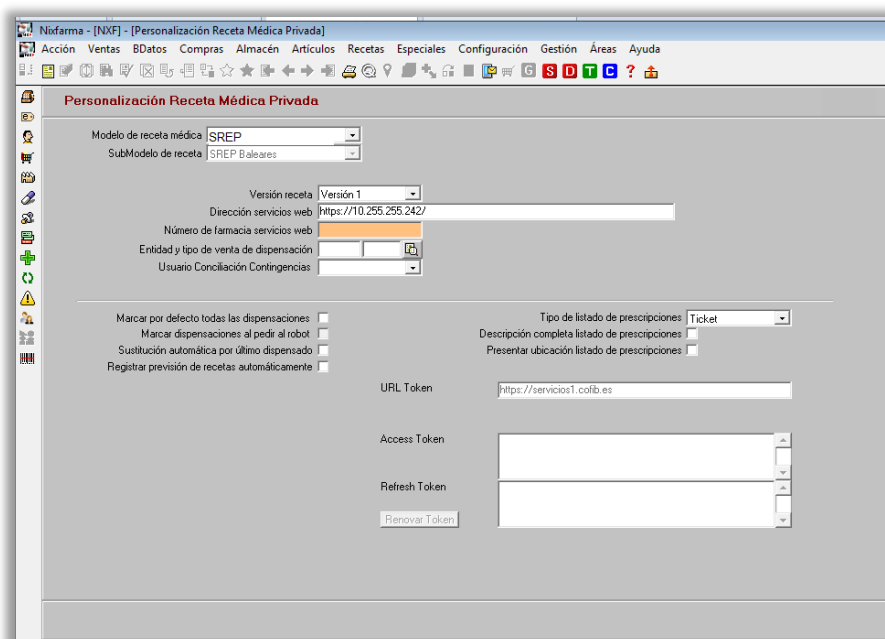 Nixfarma - [NXF] - [Personalización Receta Médica Privada]
Acción Ventas BDatos Compras Almacén Artículos Recetas Especiales Configuración Gestión Áreas Ayuda
G S D T C ?
Personalización Receta Médica Privada
Modelo de receta médica SREP
SubModelo de receta SREP Baleares
Versión receta Versión 1
Dirección servicios web https://10.255.255.242/
Número de farmacia servicios web
Entidad y tipo de venta de dispensación
Usuario Conciliación Contingencias
Marcar por defecto todas las dispensaciones Tipo de listado de prescripciones Ticket
Marcar dispensaciones al pedir al robot Descripción completa listado de prescripciones
Sustitución automática por último dispensado Presentar ubicación listado de prescripciones
Registrar previsión de recetas automáticamente
URL Token https://servicios1.cofib.es
Access Token
Refresh Token
Renovar Token